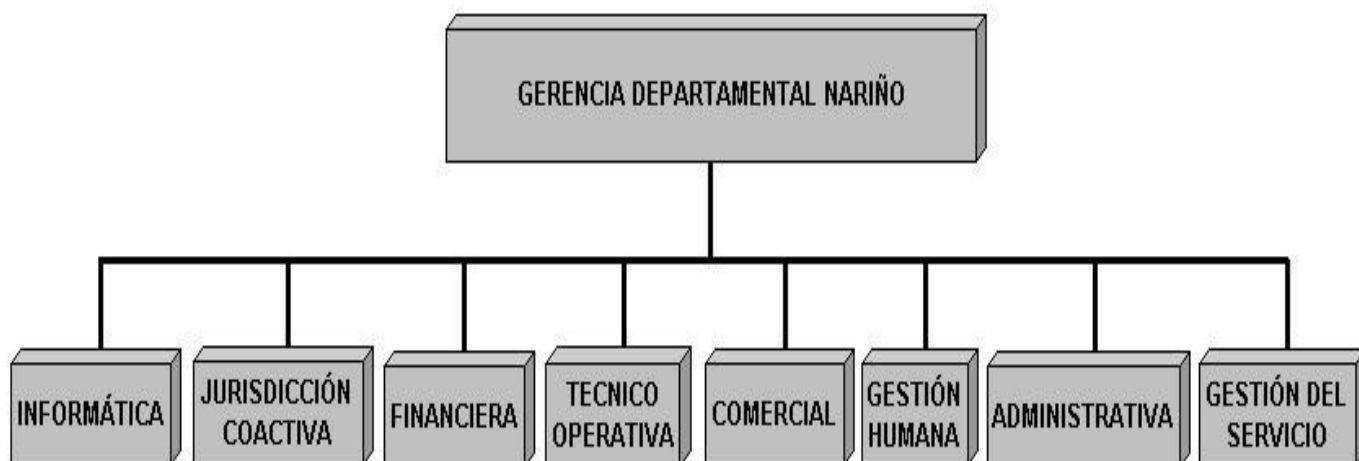 GERENCIA DEPARTAMENTAL NARIÑO
INFORMÁTICA
JURISDICCIÓN
COACTIVA
FINANCIERA
TECNICO
OPERATIVA
COMERCIAL
GESTIÓN
HUMANA
ADMINISTRATIVA
GESTIÓN DEL
SERVICIO